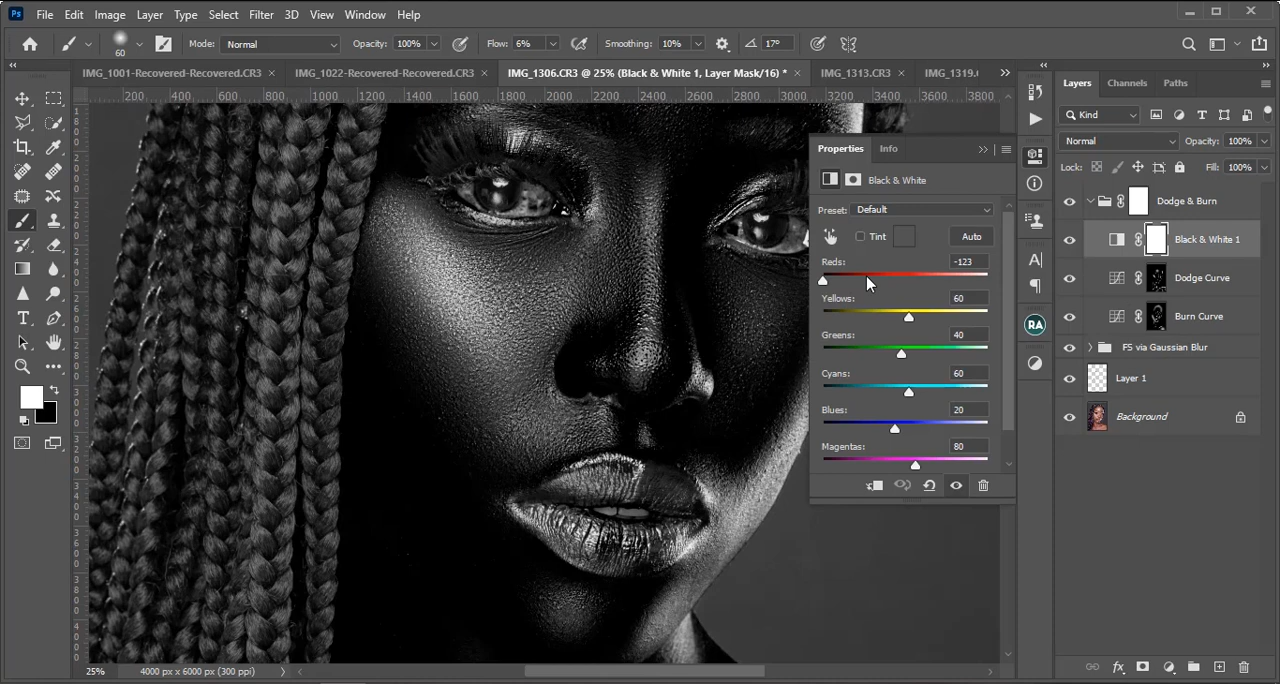 Ps File Edit Image Layer Type Select Filter 3D View Window Help
60 Mode: Normal Opacity: 100% Flow: 6% Smoothing: 10% 17°
IMG_1001-Recovered-Recovered.CR3 × IMG_1022-Recovered-Recovered.CR3 × IMG_1306.CR3 @ 25% (Black & White 1, Layer Mask/16) * × IMG_1313.CR3 × IMG_1319.
200 400 600 800 1000 1200 1400 1600 1800 2000 2200 2400 2600 2800 3000 3200 3400 3600 3800
Properties Info
Black & White
Preset: Default
Tint Auto
Reds: -123
Yellows: 60
Greens: 40
Cyans: 60
Blues: 20
Magentas: 80
RA
Layers Channels Paths
Kind
Normal Opacity: 100%
Lock: Fill: 100%
Dodge & Burn
Black & White 1
Dodge Curve
Burn Curve
FS via Gaussian Blur
Layer 1
Background
fx
25% 4000 px x 6000 px (300 ppi)